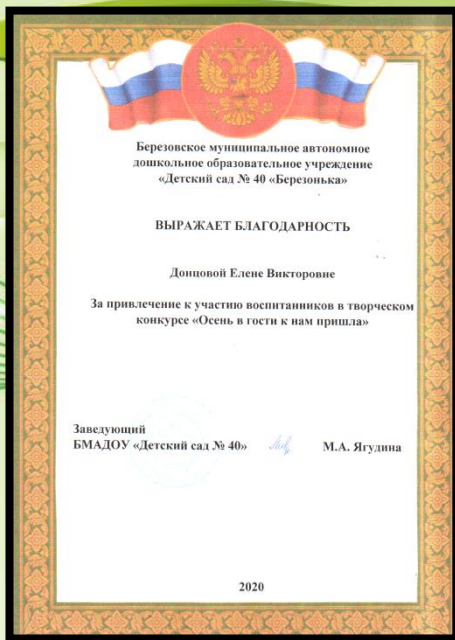 Березовское муниципальное автономное
дошкольное образовательное учреждение
«Детский сад № 40 «Березонька»
ВЫРАЖАЕТ БЛАГОДАРНОСТЬ
Донцовой Елене Викторовне
За привлечение к участию воспитанников в творческом
конкурсе «Осень в гости к нам пришла»
Заведующий
БМАДОУ «Детский сад № 40» М.А. Ягудина
2020